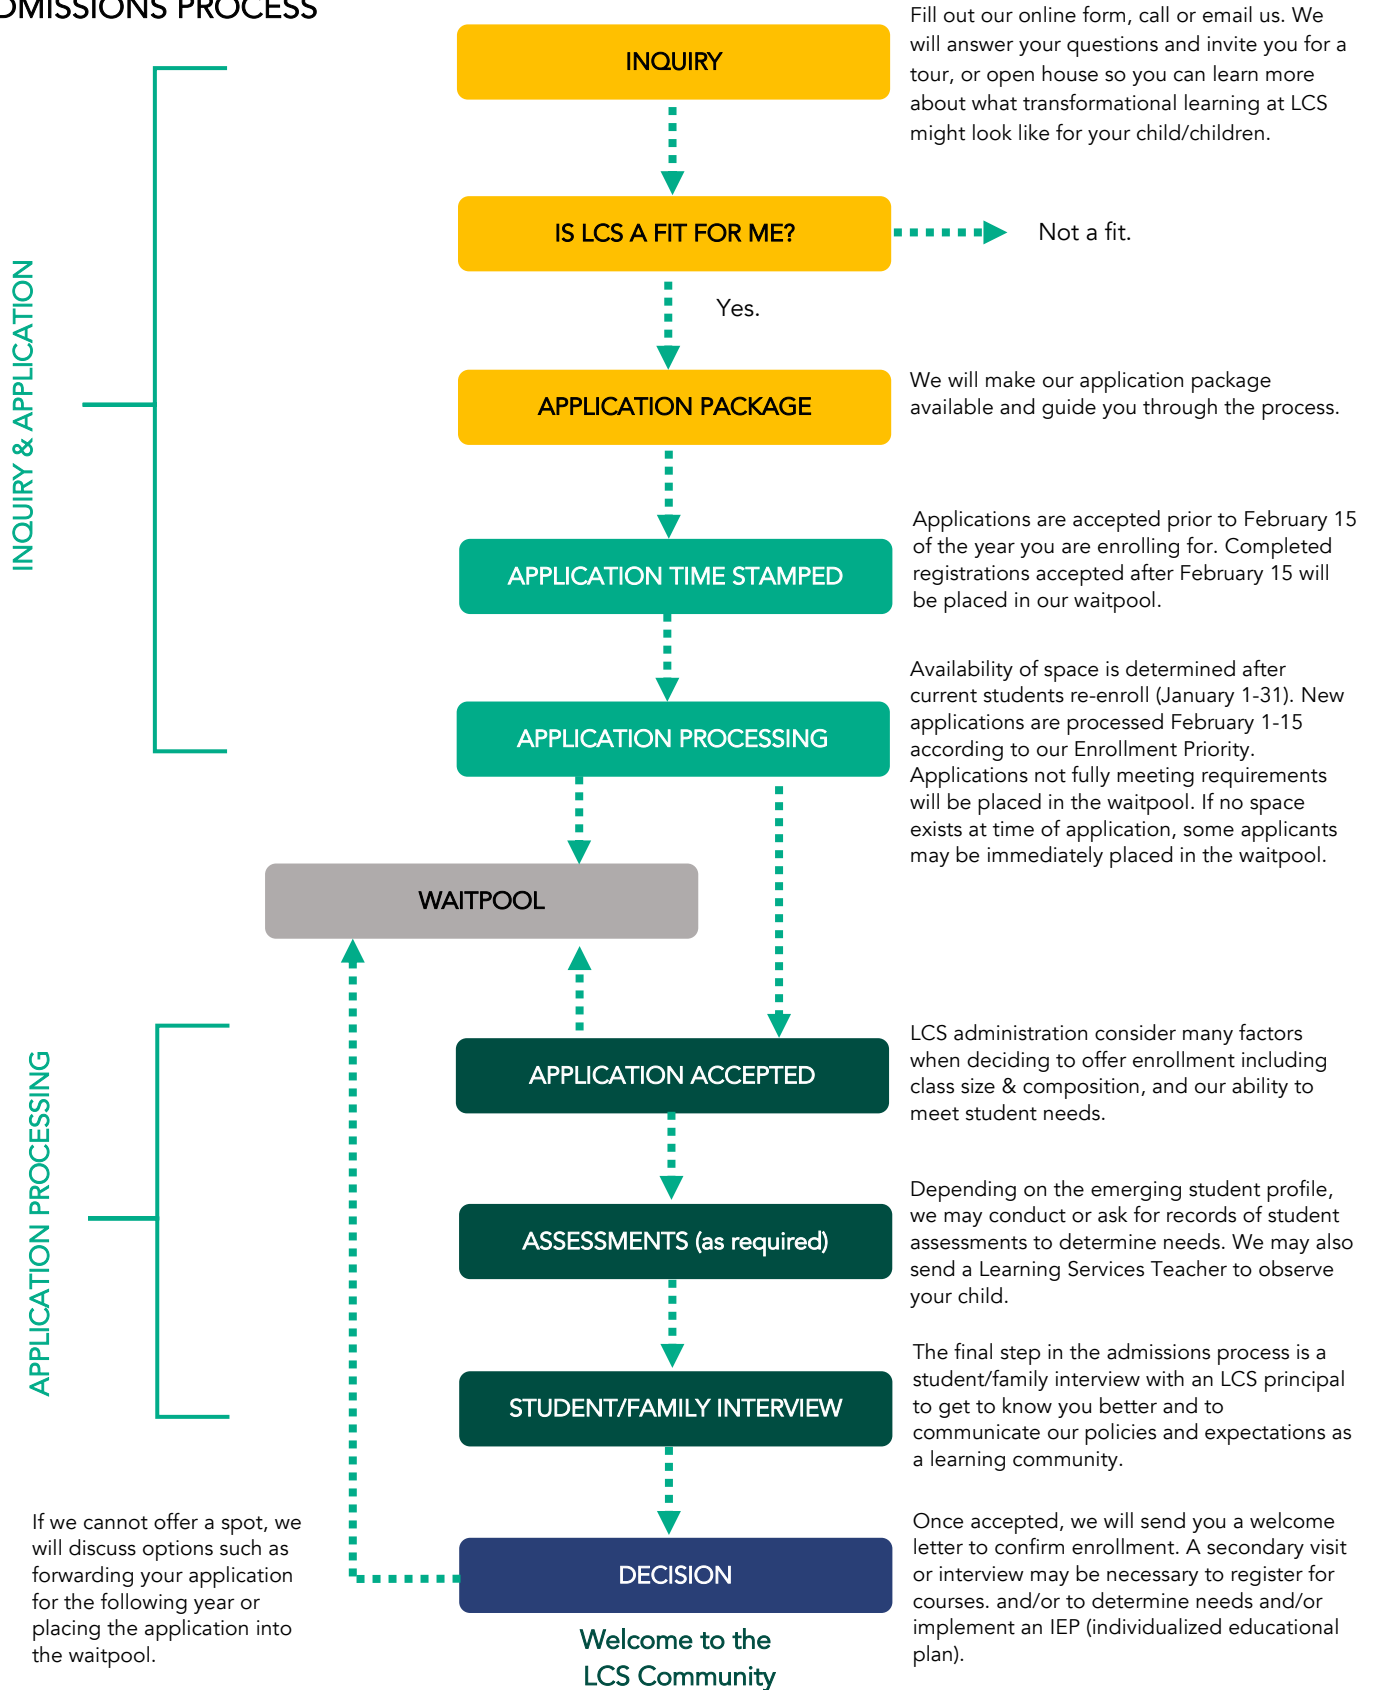 DMISSIONS PROCESS
INQUIRY
Fill out our online form, call or email us. We
will answer your questions and invite you for a
tour, or open house so you can learn more
about what transformational learning at LCS
might look like for your child/children.
IS LCS A FIT FOR ME?
Not a fit.
Yes.
INQUIRY & APPLICATION
APPLICATION PACKAGE
We will make our application package
available and guide you through the process.
APPLICATION TIME STAMPED
Applications are accepted prior to February 15
of the year you are enrolling for. Completed
registrations accepted after February 15 will
be placed in our waitpool.
APPLICATION PROCESSING
Availability of space is determined after
current students re-enroll (January 1-31). New
applications are processed February 1-15
according to our Enrollment Priority.
Applications not fully meeting requirements
will be placed in the waitpool. If no space
exists at time of application, some applicants
may be immediately placed in the waitpool.
WAITPOOL
APPLICATION PROCESSING
APPLICATION ACCEPTED
LCS administration consider many factors
when deciding to offer enrollment including
class size & composition, and our ability to
meet student needs.
ASSESSMENTS (as required)
Depending on the emerging student profile,
we may conduct or ask for records of student
assessments to determine needs. We may also
send a Learning Services Teacher to observe
your child.
STUDENT/FAMILY INTERVIEW
The final step in the admissions process is a
student/family interview with an LCS principal
to get to know you better and to
communicate our policies and expectations as
a learning community.
If we cannot offer a spot, we
will discuss options such as
forwarding your application
for the following year or
placing the application into
the waitpool.
DECISION
Once accepted, we will send you a welcome
letter to confirm enrollment. A secondary visit
or interview may be necessary to register for
courses. and/or to determine needs and/or
implement an IEP (individualized educational
plan).
Welcome to the
LCS Community